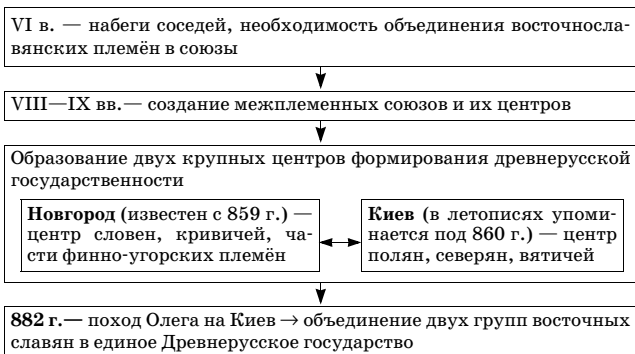 VI в. — набеги соседей, необходимость объединения восточносла-
вянских племён в союзы
VIII—IX вв.— создание межплеменных союзов и их центров
Образование двух крупных центров формирования древнерусской
государственности
Новгород (известен с 859 г.) —
центр словен, кривичей, ча-
сти финно-угорских племён
Киев (в летописях упоми-
нается под 860 г.) — центр
полян, северян, вятичей
882 г.— поход Олега на Киев → объединение двух групп восточных
славян в единое Древнерусское государство